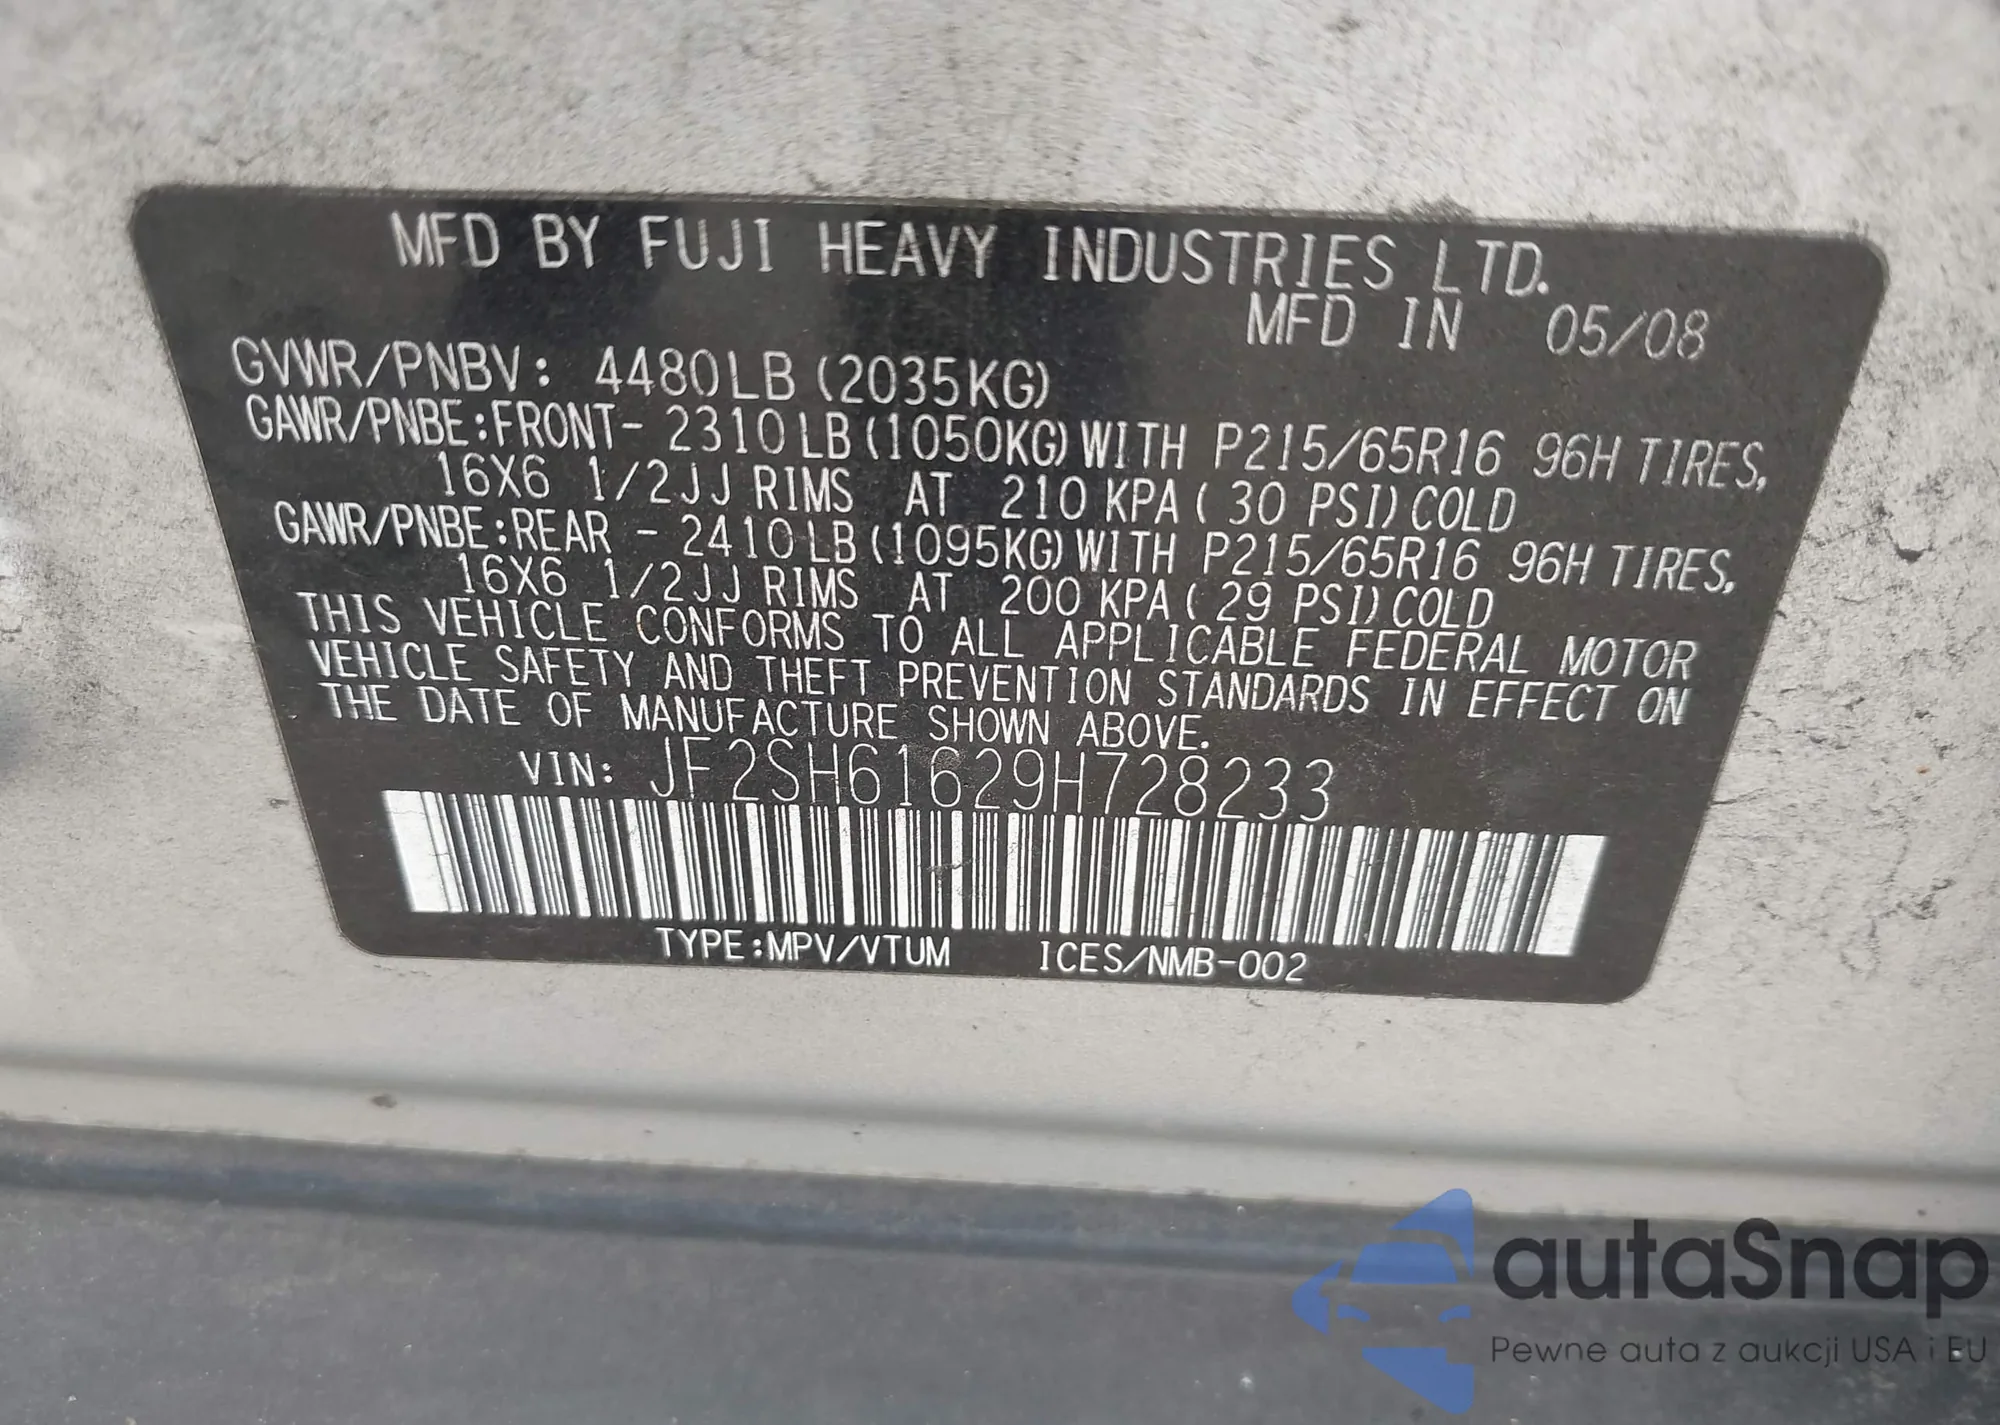 MFD BY FUJI HEAVY INDUSTRIES LTD.
MFD IN 05/08
GVWR/PNBV: 4480LB (2035KG)
GAWR/PNBE:FRONT- 2310LB(1050KG)WITH P215/65R16 96H TIRES,
16X6 1/2JJ RIMS AT 210 KPA( 30 PSI)COLD
GAWR/PNBE:REAR - 2410LB(1095KG)WITH P215/65R16 96H TIRES,
16X6 1/2JJ RIMS AT 200 KPA( 29 PSI)COLD
THIS VEHICLE CONFORMS TO ALL APPLICABLE FEDERAL MOTOR
VEHICLE SAFETY AND THEFT PREVENTION STANDARDS IN EFFECT ON
THE DATE OF MANUFACTURE SHOWN ABOVE.
VIN: JF2SH61629H728233
TYPE:MPV/VTUM ICES/NMB-002
autaSnap
Pewne auta z aukcji USA i EU